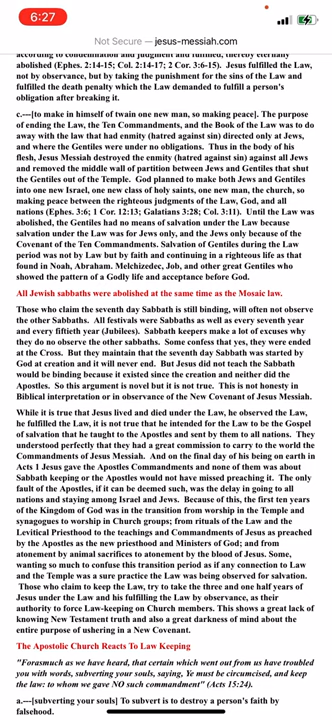 6:27
Not Secure — jesus-messiah.com
according to condemnation and judgment and fulfilled, thereby eternally
abolished (Ephes. 2:14-15; Col. 2:14-17; 2 Cor. 3:6-15).  Jesus fulfilled the Law,
not by observance, but by taking the punishment for the sins of the Law and
fulfilled the death penalty which the Law demanded to fulfill a person's
obligation after breaking it.
c.---[to make in himself of twain one new man, so making peace].  The purpose
of ending the Law, the Ten Commandments, and the Book of the Law was to do
away with the law that had enmity (hatred against sin) directed only at Jews,
and where the Gentiles were under no obligations.  Thus in the body of his
flesh, Jesus Messiah destroyed the enmity (hatred against sin) against all Jews
and removed the middle wall of partition between Jews and Gentiles that shut
the Gentiles out of the Temple.  God planned to make both Jews and Gentiles
into one new Israel, one new class of holy saints, one new man, the church, so
making peace between the righteous judgments of the Law, God, and all
nations (Ephes. 3:6; 1 Cor. 12:13; Galatians 3:28; Col. 3:11).  Until the Law was
abolished, the Gentiles had no means of salvation under the Law because
salvation under the Law was for Jews only, and the Jews only because of the
Covenant of the Ten Commandments. Salvation of Gentiles during the Law
period was not by Law but by faith and continuing in a righteous life as that
found in Noah, Abraham. Melchizedec, Job, and other great Gentiles who
showed the pattern of a Godly life and acceptance before God.
All Jewish sabbaths were abolished at the same time as the Mosaic law.
Those who claim the seventh day Sabbath is still binding, will often not observe
the other Sabbaths.  All festivals were Sabbaths as well as every seventh year
and every fiftieth year (Jubilees).  Sabbath keepers make a lot of excuses why
they do no observe the other sabbaths.  Some confess that yes, they were ended
at the Cross.  But they maintain that the seventh day Sabbath was started by
God at creation and it will never end.  But Jesus did not teach the Sabbath
would be binding because it existed since the creation and neither did the
Apostles.  So this argument is novel but it is not true.  This is not honesty in
Biblical interpretation or in observance of the New Covenant of Jesus Messiah.
While it is true that Jesus lived and died under the Law, he observed the Law,
he fulfilled the Law, it is not true that he intended for the Law to be the Gospel
of salvation that he taught to the Apostles and sent by them to all nations.  They
understood perfectly that they had a great commission to carry to the world the
Commandments of Jesus Messiah.  And on the final day of his being on earth in
Acts 1 Jesus gave the Apostles Commandments and none of them was about
Sabbath keeping or the Apostles would not have missed preaching it.  The only
fault of the Apostles, if it can be deemed such, was the delay in going to all
nations and staying among Israel and Jews.  Because of this, the first ten years
of the Kingdom of God was in the transition from worship in the Temple and
synagogues to worship in Church groups; from rituals of the Law and the
Levitical Priesthood to the teachings and Commandments of Jesus as preached
by the Apostles as the new priesthood and Ministers of God; and from
atonement by animal sacrifices to atonement by the blood of Jesus.  Some,
wanting so much to confuse this transition period as if any connection to Law
and the Temple was a sure practice the Law was being observed for salvation.
Those who claim to keep the Law, try to take the three and one half years of
Jesus under the Law and his fulfilling the Law by observance, as their
authority to force Law-keeping on Church members. This shows a great lack of
knowing New Testament truth and also a great darkness of mind about the
entire purpose of ushering in a New Covenant.
The Apostolic Church Reacts To Law Keeping
"Forasmuch as we have heard, that certain which went out from us have troubled
you with words, subverting your souls, saying, Ye must be circumcised, and keep
the law: to whom we gave NO such commandment" (Acts 15:24).
a.---[subverting your souls] To subvert is to destroy a person's faith by
falsehood.